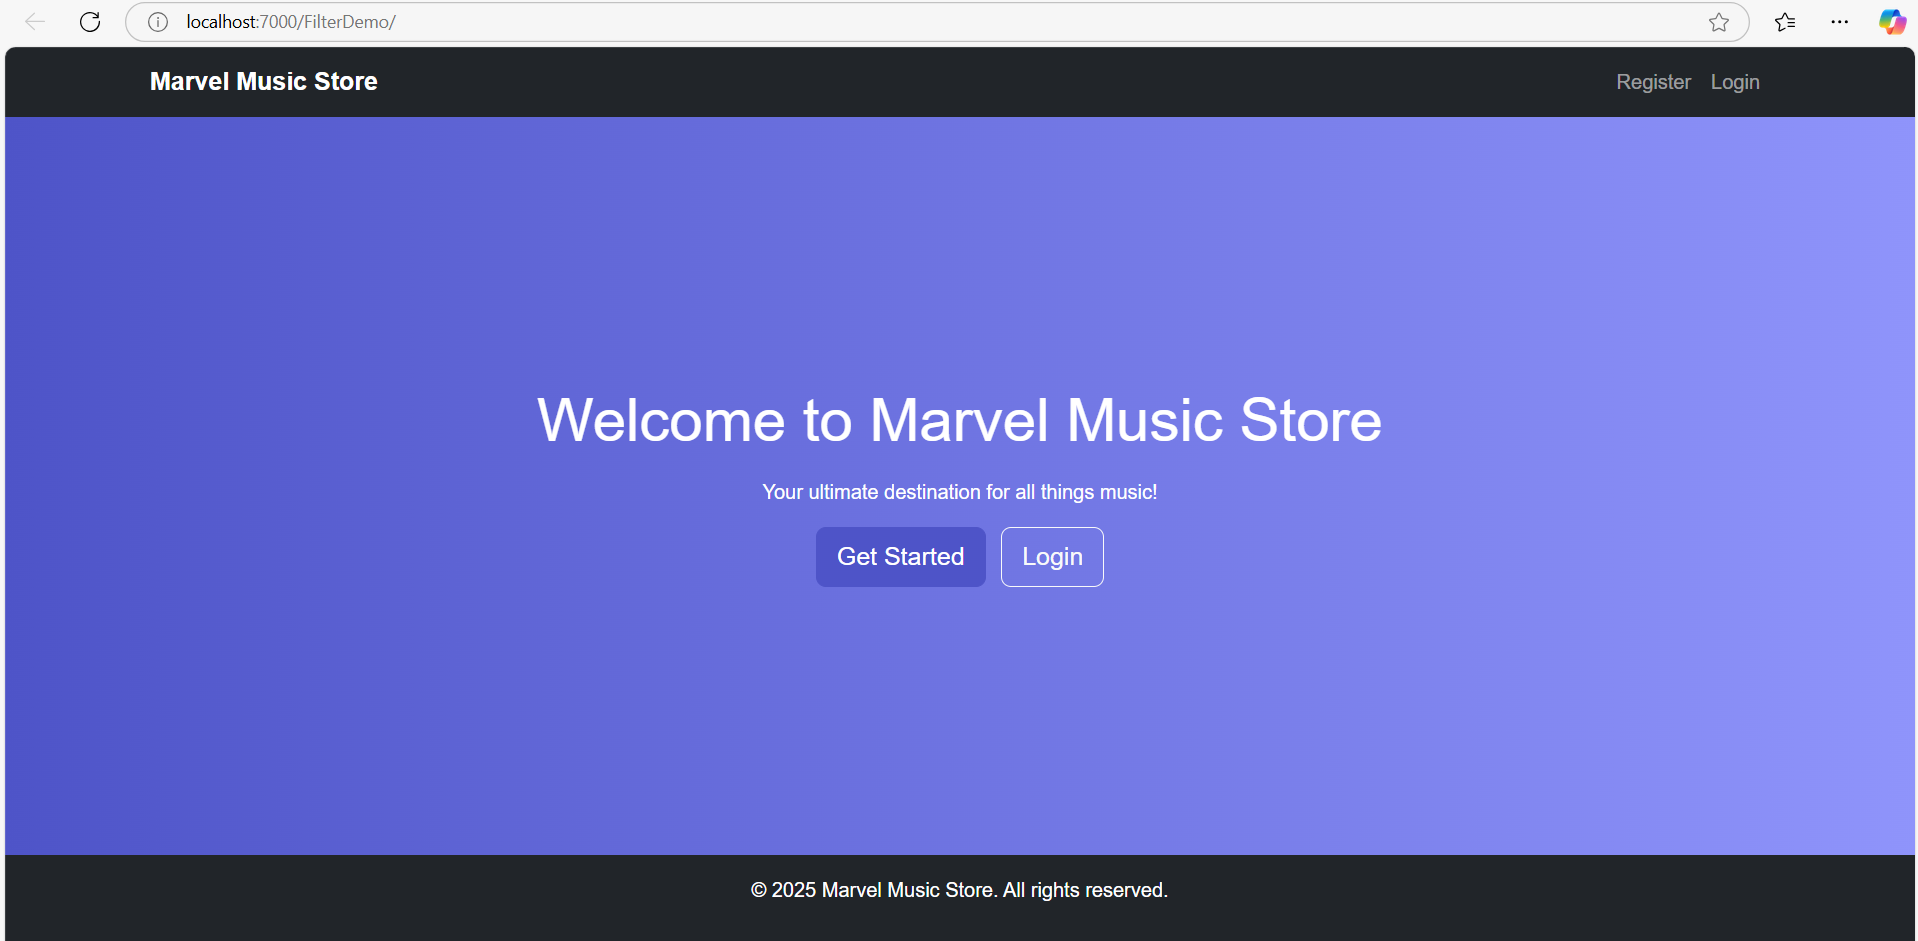 localhost:7000/FilterDemo/
Marvel Music Store
Register Login
Welcome to Marvel Music Store
Your ultimate destination for all things music!
Get Started Login
© 2025 Marvel Music Store. All rights reserved.